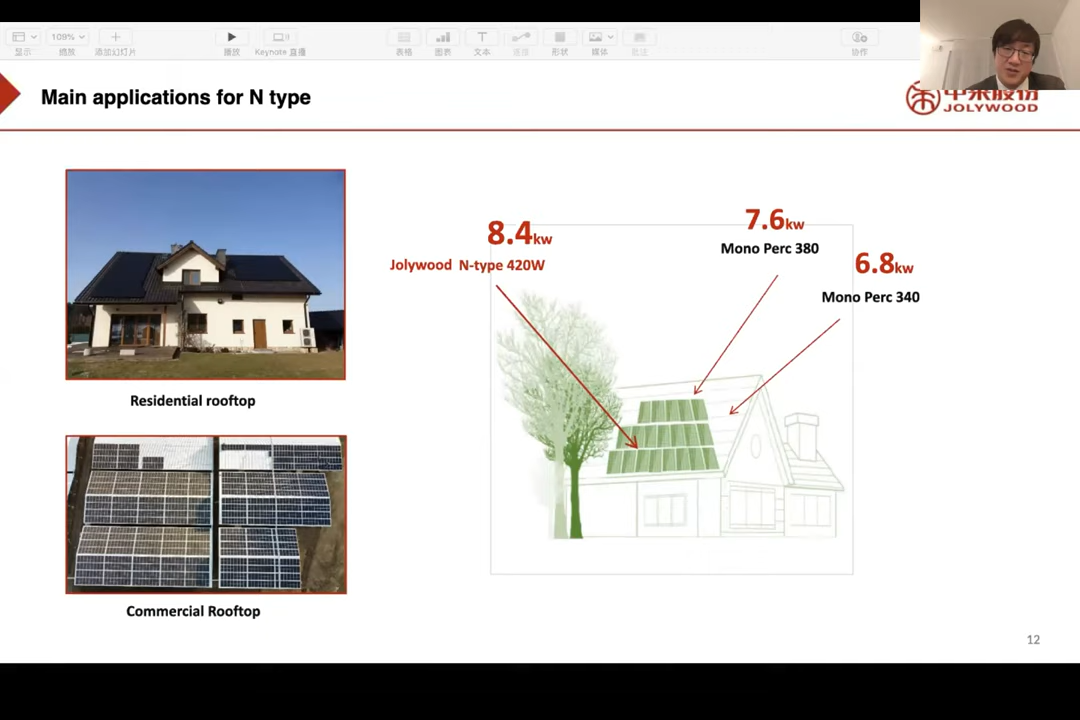 109%
显示
缩放
添加幻灯片
播放
Keynote 直播
表格
图表
文本
连接
形状
媒体
批注
协作
Main applications for N type
中来股份
JOLYWOOD
8.4kw
Jolywood N-type 420W
7.6kw
Mono Perc 380
6.8kw
Mono Perc 340
Residential rooftop
Commercial Rooftop
12